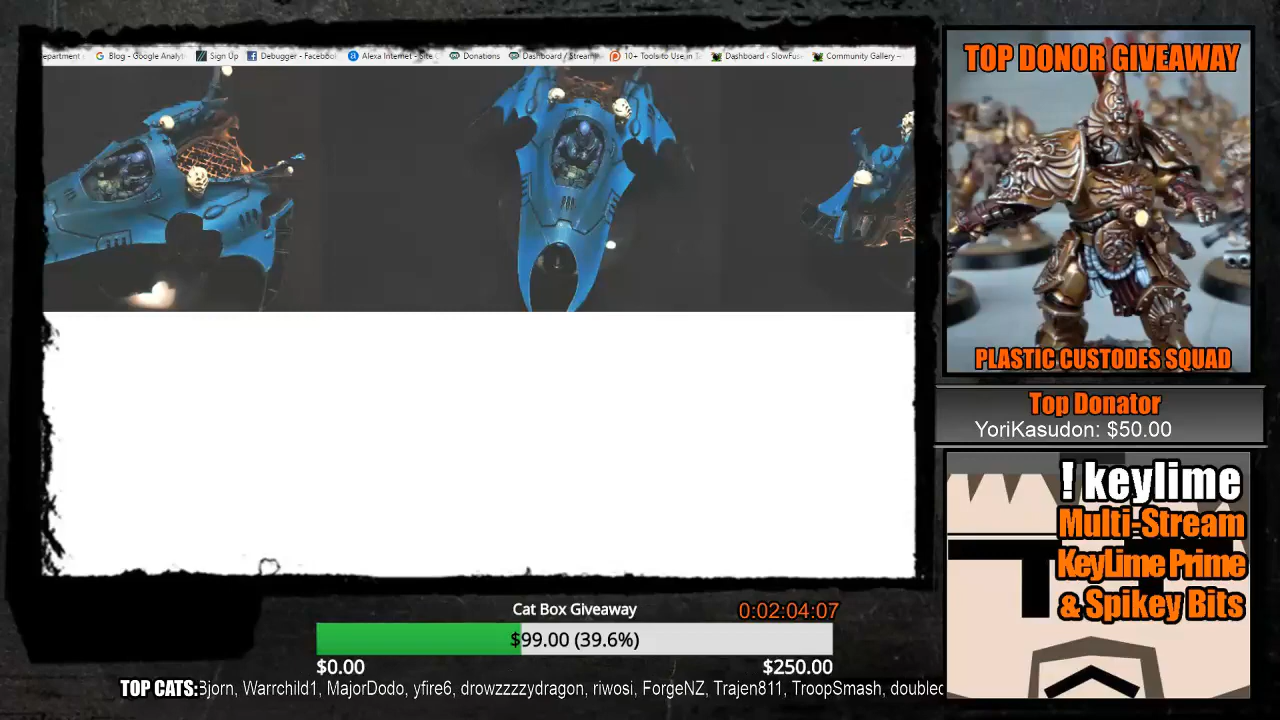 epartment
Blog - Google Analyt
Sign Up
Debugger - Faceboo
Alexa Internet - Site
Donations
Dashboard / Stream
10+ Tools to Use in
Dashboard ‹ SlowFus
Community Gallery –
TOP DONOR GIVEAWAY
PLASTIC CUSTODES SQUAD
Top Donator
YoriKasudon: $50.00
! keylime
Multi-Stream
KeyLime Prime
& Spikey Bits
Cat Box Giveaway
0:02:04:07
$99.00 (39.6%)
$0.00
$250.00
TOP CATS: Bjorn, Warrchild1, MajorDodo, yfire6, drowzzzzydragon, riwosi, ForgeNZ, Trajen811, TroopSmash, doubled